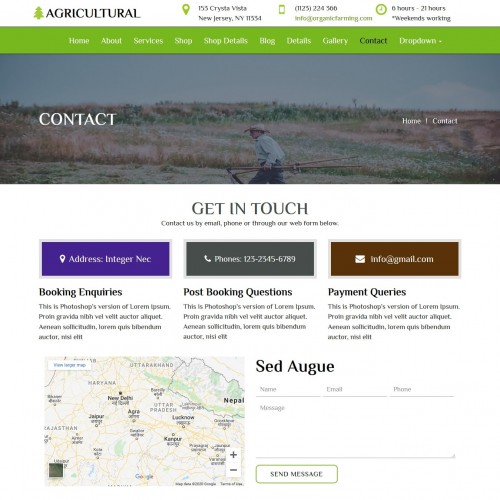 AGRICULTURAL
155 Crysta Vista
New Jersey, NY 11354
(1125) 224 566
info@organicfarming.com
6 hours - 21 hours
*Weekends working
Home About Services Shop Shop Details Blog Details Gallery Contact Dropdown
CONTACT
Home | Contact
GET IN TOUCH
Contact us by email, phone or through our web form below.
Address: Integer Nec
Phones: 123-2345-6789
info@gmail.com
Booking Enquiries
This is Photoshop's version of Lorem Ipsum.
Proin gravida nibh vel velit auctor aliquet.
Aenean sollicitudin, lorem quis bibendum
auctor, nisi elit
Post Booking Questions
This is Photoshop's version of Lorem Ipsum.
Proin gravida nibh vel velit auctor aliquet.
Aenean sollicitudin, lorem quis bibendum
auctor, nisi elit
Payment Queries
This is Photoshop's version of Lorem Ipsum.
Proin gravida nibh vel velit auctor aliquet.
Aenean sollicitudin, lorem quis bibendum
auctor, nisi elit
View larger map
UTTARAKHAND
HARYANA
New Delhi
Nepal
UTTAR
PRADESH
Agra
Jaipur
Lucknow
RAJASTHAN
Kanpur
Kota
Prayagraj
Google
Map data ©2020 Google Terms of Use
Sed Augue
Name
Email
Phone
Message
SEND MESSAGE